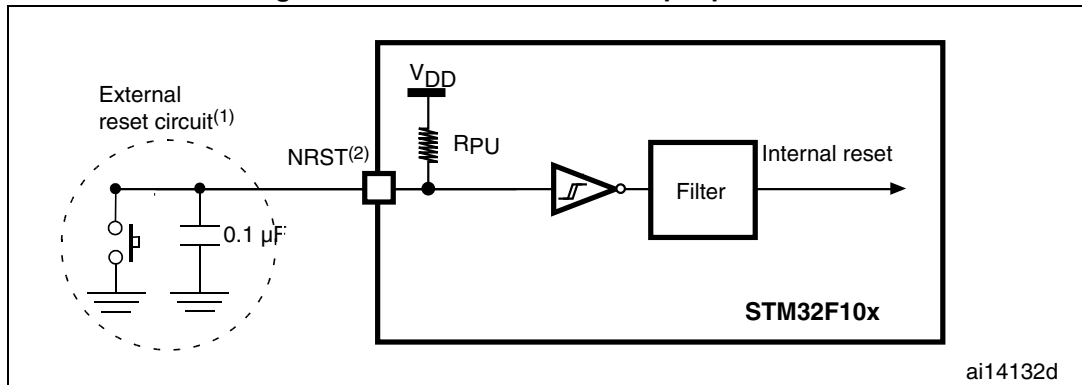 External
reset circuit(1)
VDD
RPU
NRST(2)
Internal reset
Filter
0.1 µF
STM32F10x
ai14132d